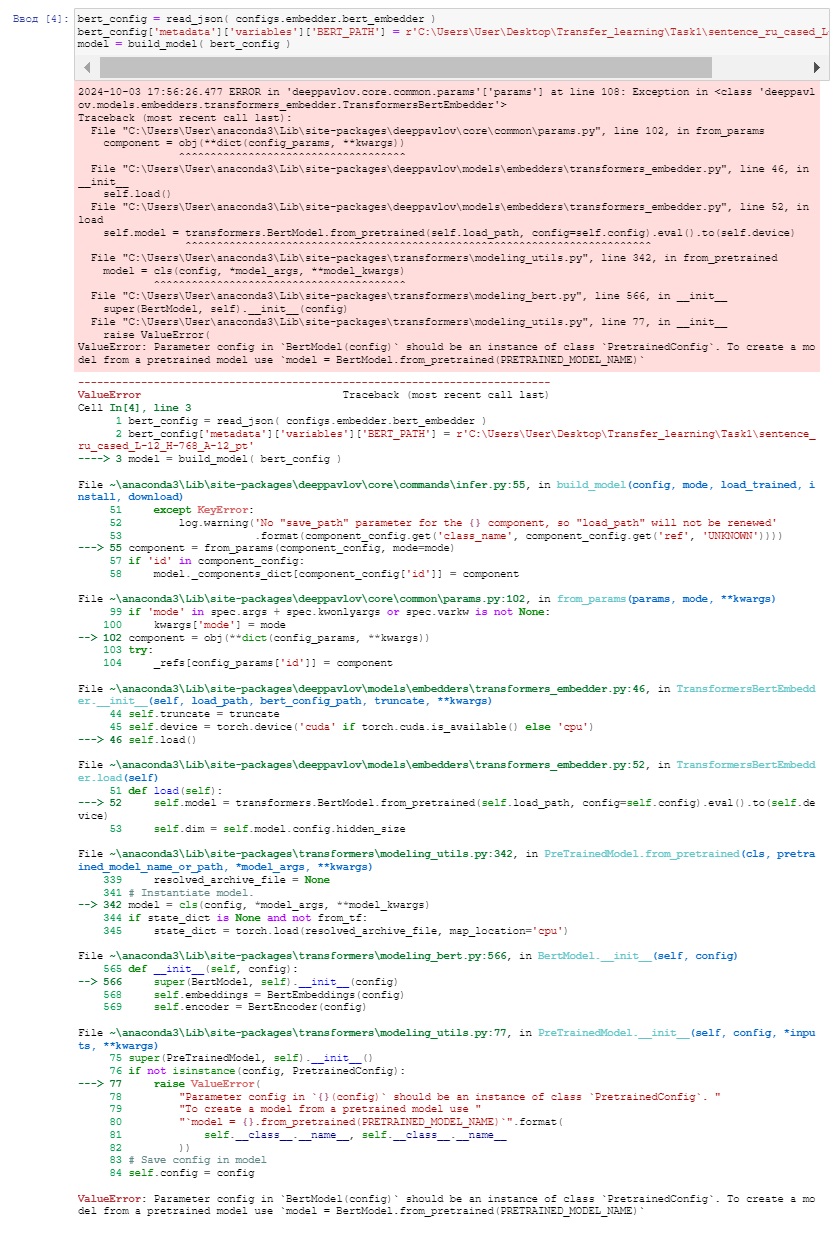 Ввод [4]: bert_config = read_json( configs.embedder.bert_embedder )
bert_config['metadata']['variables']['BERT_PATH'] = r'C:\Users\User\Desktop\Transfer_learning\Task1\sentence_ru_cased_L-
model = build_model( bert_config )
2024-10-03 17:56:26.477 ERROR in 'deeppavlov.core.common.params'['params'] at line 108: Exception in <class 'deeppavl
ov.models.embedders.transformers_embedder.TransformersBertEmbedder'>
Traceback (most recent call last):
  File "C:\Users\User\anaconda3\Lib\site-packages\deeppavlov\core\common\params.py", line 102, in from_params
    component = obj(**dict(config_params, **kwargs))
                ^^^^^^^^^^^^^^^^^^^^^^^^^^^^^^^^^^^^
  File "C:\Users\User\anaconda3\Lib\site-packages\deeppavlov\models\embedders\transformers_embedder.py", line 46, in
__init__
    self.load()
  File "C:\Users\User\anaconda3\Lib\site-packages\deeppavlov\models\embedders\transformers_embedder.py", line 52, in
load
    self.model = transformers.BertModel.from_pretrained(self.load_path, config=self.config).eval().to(self.device)
                 ^^^^^^^^^^^^^^^^^^^^^^^^^^^^^^^^^^^^^^^^^^^^^^^^^^^^^^^^^^^^^^^^^^^^^^^^^^
  File "C:\Users\User\anaconda3\Lib\site-packages\transformers\modeling_utils.py", line 342, in from_pretrained
    model = cls(config, *model_args, **model_kwargs)
            ^^^^^^^^^^^^^^^^^^^^^^^^^^^^^^^^^^^^^^^^
  File "C:\Users\User\anaconda3\Lib\site-packages\transformers\modeling_bert.py", line 566, in __init__
    super(BertModel, self).__init__(config)
  File "C:\Users\User\anaconda3\Lib\site-packages\transformers\modeling_utils.py", line 77, in __init__
    raise ValueError(
ValueError: Parameter config in `BertModel(config)` should be an instance of class `PretrainedConfig`. To create a mo
del from a pretrained model use `model = BertModel.from_pretrained(PRETRAINED_MODEL_NAME)`
---------------------------------------------------------------------------
ValueError                                Traceback (most recent call last)
Cell In[4], line 3
      1 bert_config = read_json( configs.embedder.bert_embedder )
      2 bert_config['metadata']['variables']['BERT_PATH'] = r'C:\Users\User\Desktop\Transfer_learning\Task1\sentence_
ru_cased_L-12_H-768_A-12_pt'
----> 3 model = build_model( bert_config )
File ~\anaconda3\Lib\site-packages\deeppavlov\core\commands\infer.py:55, in build_model(config, mode, load_trained, i
nstall, download)
     51     except KeyError:
     52         log.warning('No "save_path" parameter for the {} component, so "load_path" will not be renewed'
     53                     .format(component_config.get('class_name', component_config.get('ref', 'UNKNOWN'))))
---> 55 component = from_params(component_config, mode=mode)
     57 if 'id' in component_config:
     58     model._components_dict[component_config['id']] = component
File ~\anaconda3\Lib\site-packages\deeppavlov\core\common\params.py:102, in from_params(params, mode, **kwargs)
     99 if 'mode' in spec.args + spec.kwonlyargs or spec.varkw is not None:
    100     kwargs['mode'] = mode
--> 102 component = obj(**dict(config_params, **kwargs))
    103 try:
    104     _refs[config_params['id']] = component
File ~\anaconda3\Lib\site-packages\deeppavlov\models\embedders\transformers_embedder.py:46, in TransformersBertEmbedd
er.__init__(self, load_path, bert_config_path, truncate, **kwargs)
     44 self.truncate = truncate
     45 self.device = torch.device('cuda' if torch.cuda.is_available() else 'cpu')
---> 46 self.load()
File ~\anaconda3\Lib\site-packages\deeppavlov\models\embedders\transformers_embedder.py:52, in TransformersBertEmbedd
er.load(self)
     51 def load(self):
---> 52     self.model = transformers.BertModel.from_pretrained(self.load_path, config=self.config).eval().to(self.de
vice)
     53     self.dim = self.model.config.hidden_size
File ~\anaconda3\Lib\site-packages\transformers\modeling_utils.py:342, in PreTrainedModel.from_pretrained(cls, pretra
ined_model_name_or_path, *model_args, **kwargs)
    339     resolved_archive_file = None
    341 # Instantiate model.
--> 342 model = cls(config, *model_args, **model_kwargs)
    344 if state_dict is None and not from_tf:
    345     state_dict = torch.load(resolved_archive_file, map_location='cpu')
File ~\anaconda3\Lib\site-packages\transformers\modeling_bert.py:566, in BertModel.__init__(self, config)
    565 def __init__(self, config):
--> 566     super(BertModel, self).__init__(config)
    568     self.embeddings = BertEmbeddings(config)
    569     self.encoder = BertEncoder(config)
File ~\anaconda3\Lib\site-packages\transformers\modeling_utils.py:77, in PreTrainedModel.__init__(self, config, *inpu
ts, **kwargs)
     75 super(PreTrainedModel, self).__init__()
     76 if not isinstance(config, PretrainedConfig):
---> 77     raise ValueError(
     78         "Parameter config in `{}(config)` should be an instance of class `PretrainedConfig`. "
     79         "To create a model from a pretrained model use "
     80         "`model = {}.from_pretrained(PRETRAINED_MODEL_NAME)`".format(
     81             self.__class__.__name__, self.__class__.__name__
     82         ))
     83 # Save config in model
     84 self.config = config
ValueError: Parameter config in `BertModel(config)` should be an instance of class `PretrainedConfig`. To create a mo
del from a pretrained model use `model = BertModel.from_pretrained(PRETRAINED_MODEL_NAME)`